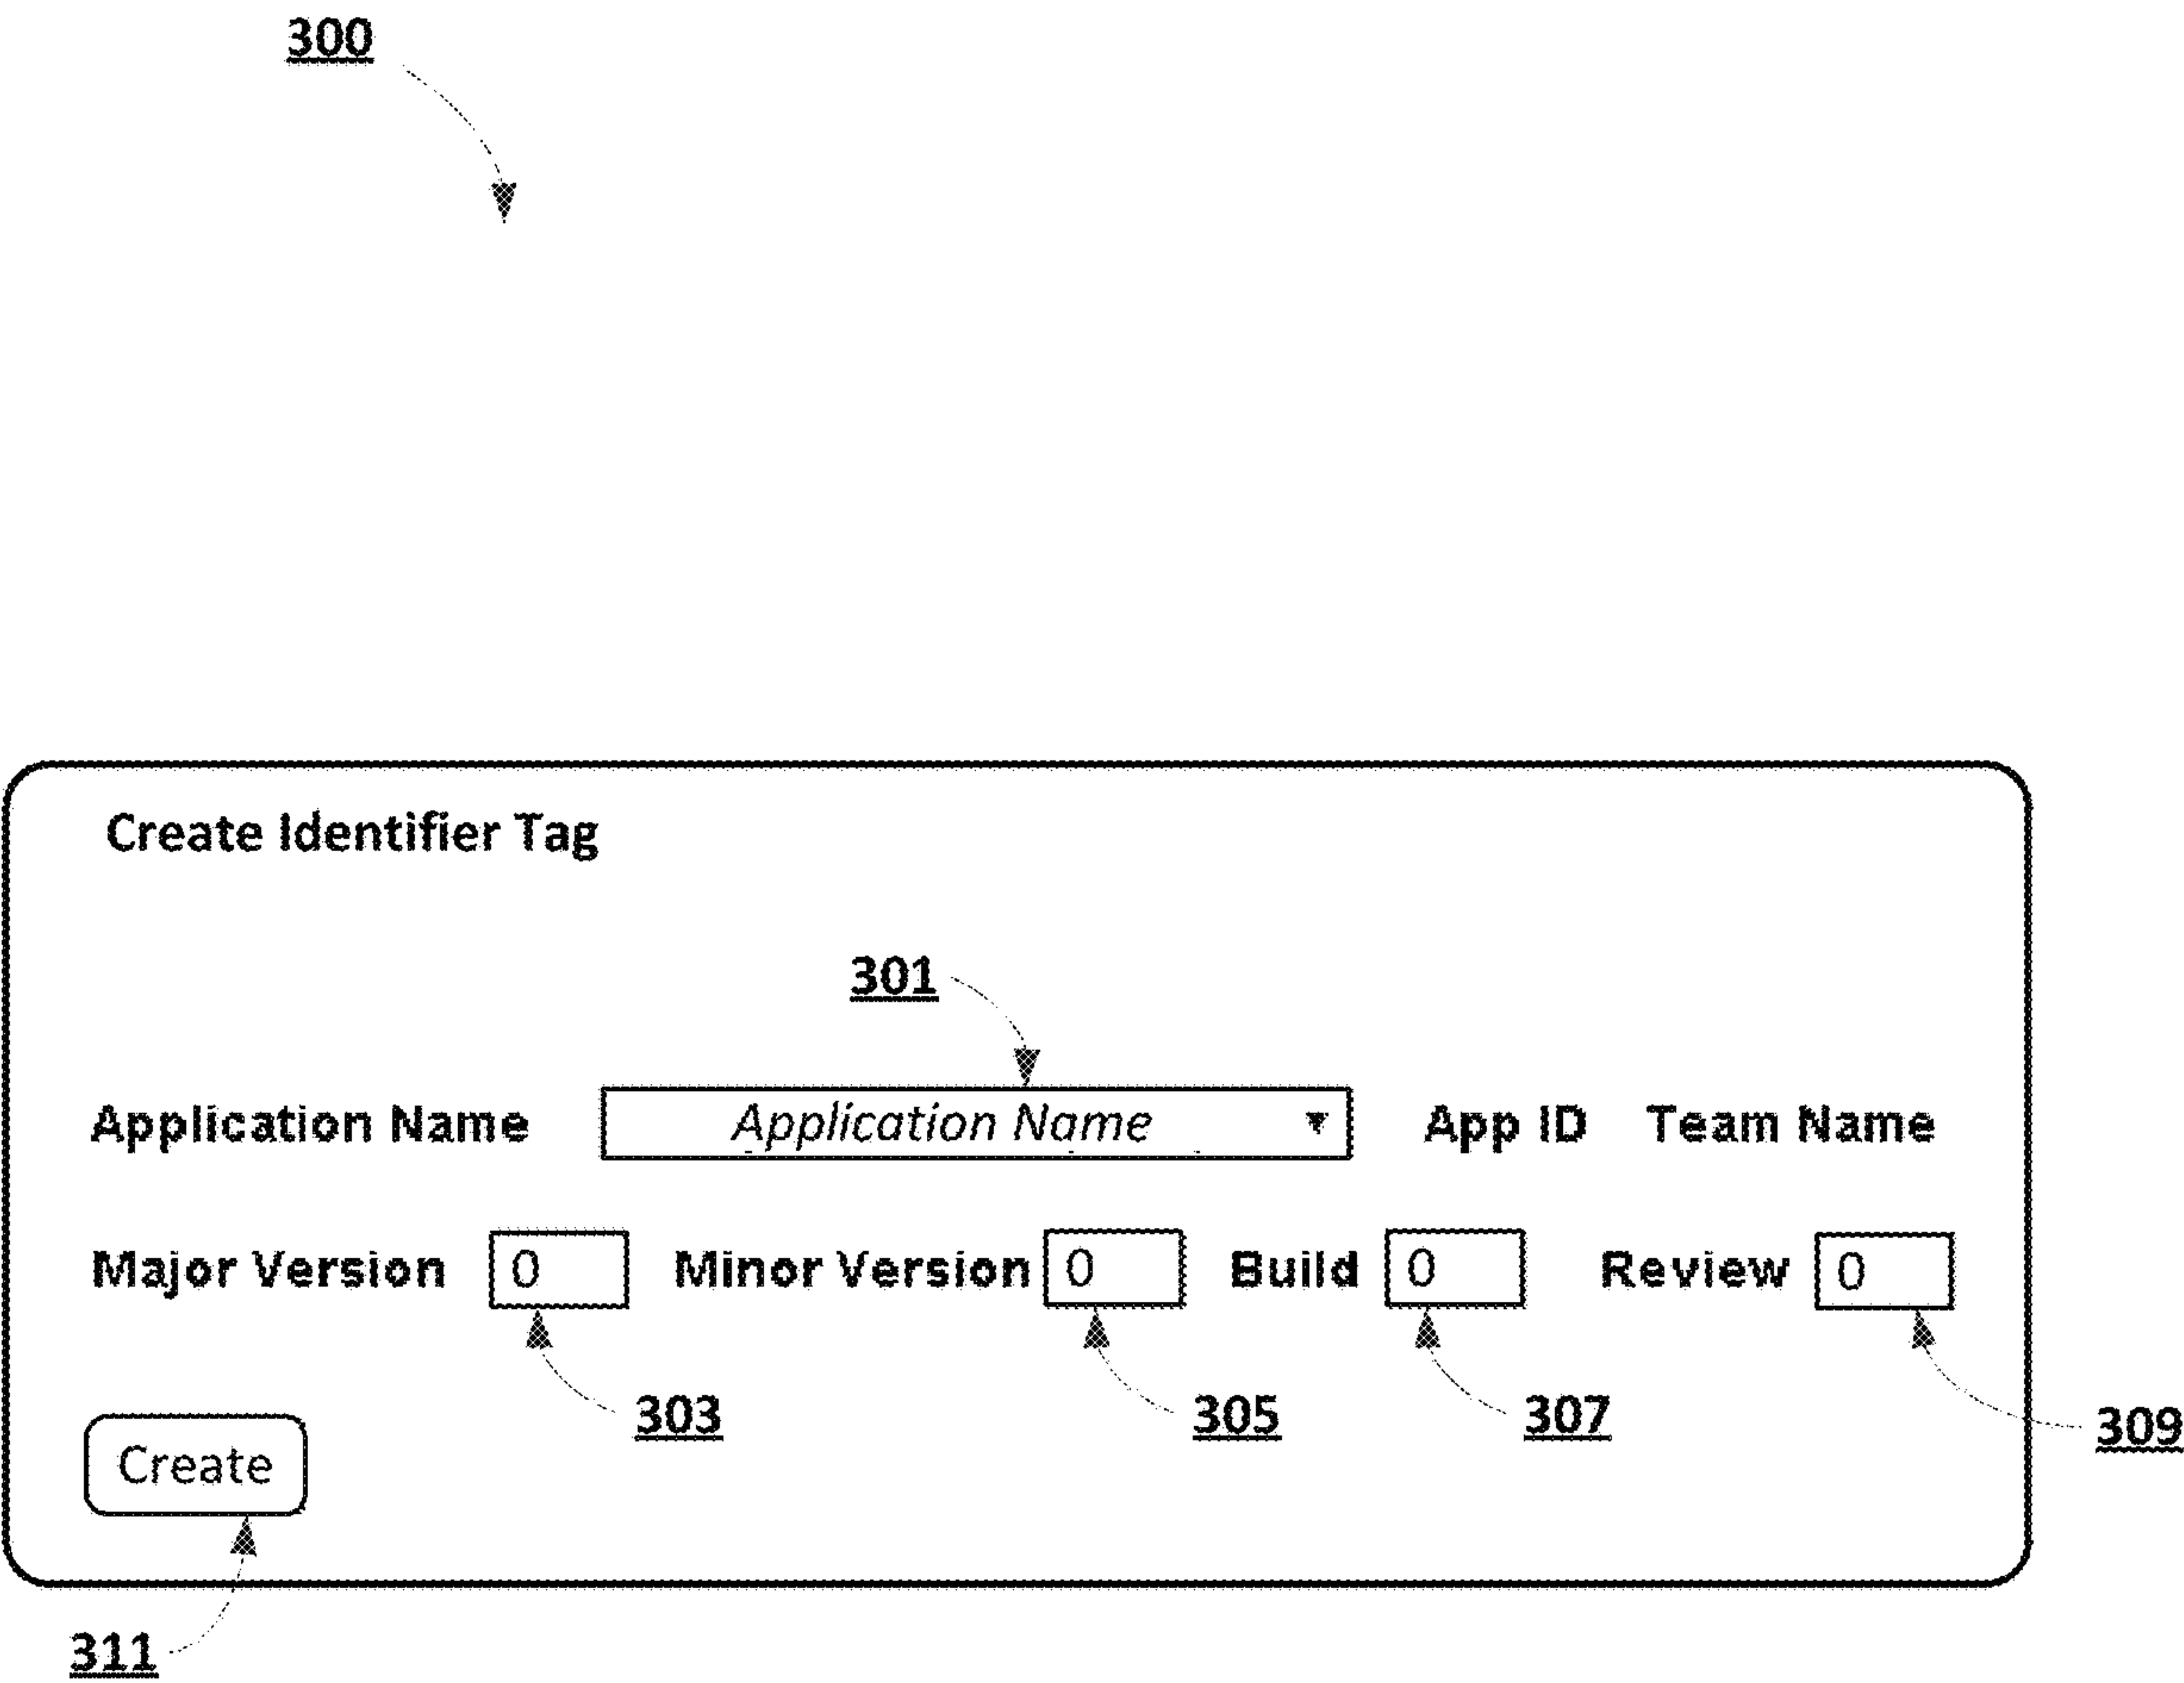 300
Create Identifier Tag
301
Application Name Application Name App ID Team Name
Major Version 0 Minor Version 0 Build 0 Review 0
303 305 307 309
Create
311